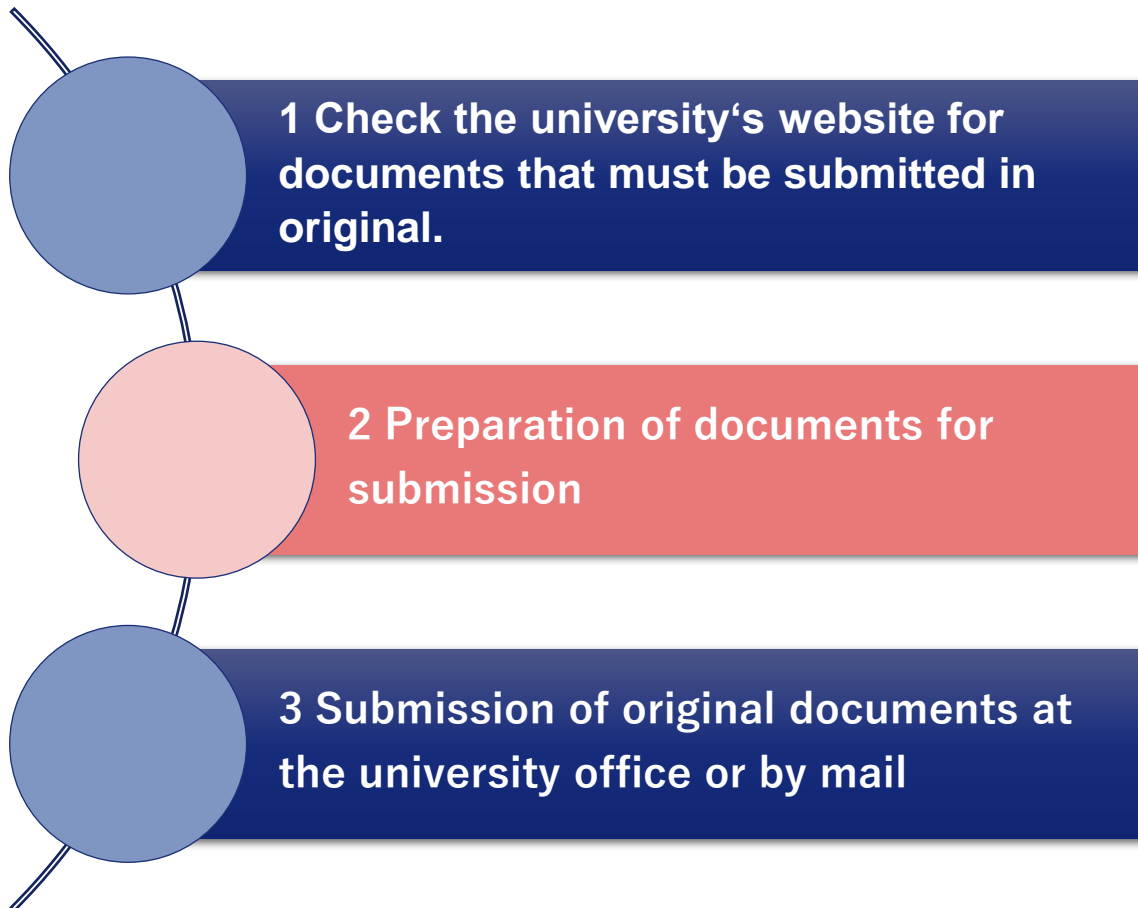 1 Check the university‘s website for
documents that must be submitted in
original.
2 Preparation of documents for
submission
3 Submission of original documents at
the university office or by mail